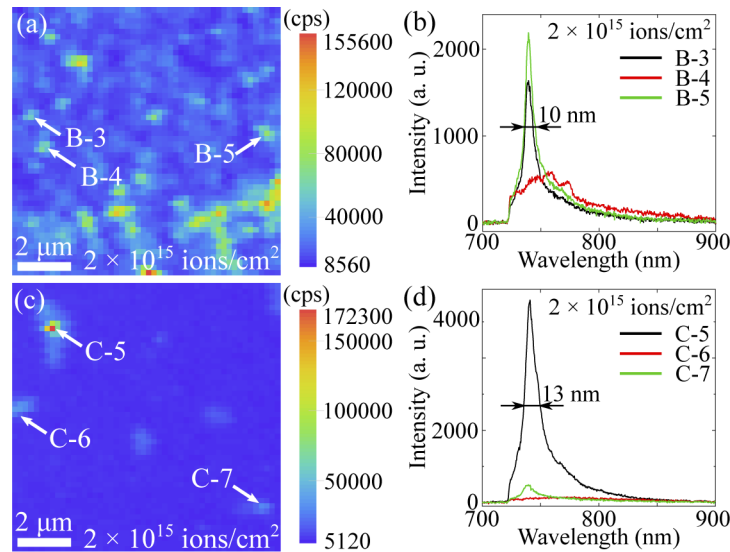 (a)
B-3
B-4
B-5
2 μm
2 × 10¹⁵ ions/cm²
(cps)
155600
120000
80000
40000
8560
(b)
2 × 10¹⁵ ions/cm²
B-3
B-4
B-5
10 nm
Intensity (a. u.)
2000
1000
0
700
800
900
Wavelength (nm)
(c)
C-5
C-6
C-7
2 μm
2 × 10¹⁵ ions/cm²
(cps)
172300
150000
100000
50000
5120
(d)
2 × 10¹⁵ ions/cm²
C-5
C-6
C-7
13 nm
Intensity (a. u.)
4000
2000
0
700
800
900
Wavelength (nm)